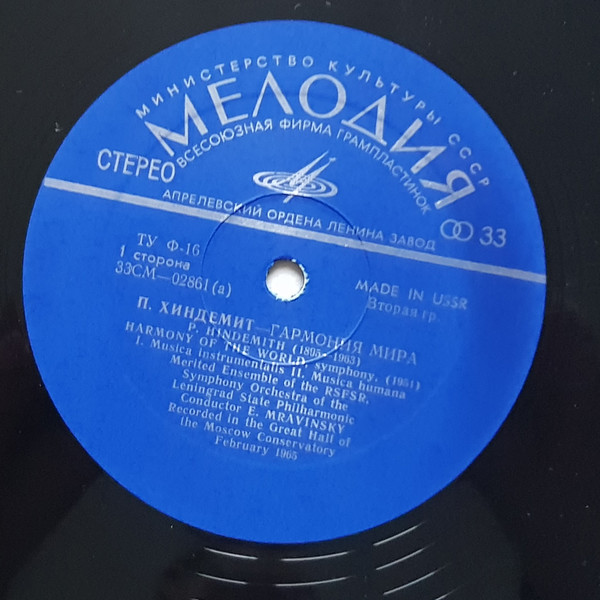 МИНИСТЕРСТВО КУЛЬТУРЫ СССР
МЕЛОДИЯ
ВСЕСОЮЗНАЯ ФИРМА ГРАМПЛАСТИНОК
СТЕРЕО
АПРЕЛЕВСКИЙ ОРДЕНА ЛЕНИНА ЗАВОД
33
ТУ Ф-16
1 сторона
33СМ—02861(а)
MADE IN USSR
Вторая гр.
П. ХИНДЕМИТ—ГАРМОНИЯ МИРА
P. HINDEMITH (1895—1963)
HARMONY OF THE WORLD, symphony. (1951)
I. Musica instrumentalis II. Musica humana
Merited Ensemble of the RSFSR,
Symphony Orchestra of the
Leningrad State Philharmonic
Conductor E. MRAVINSKY
Recorded in the Great Hall of
the Moscow Conservatory
February 1965